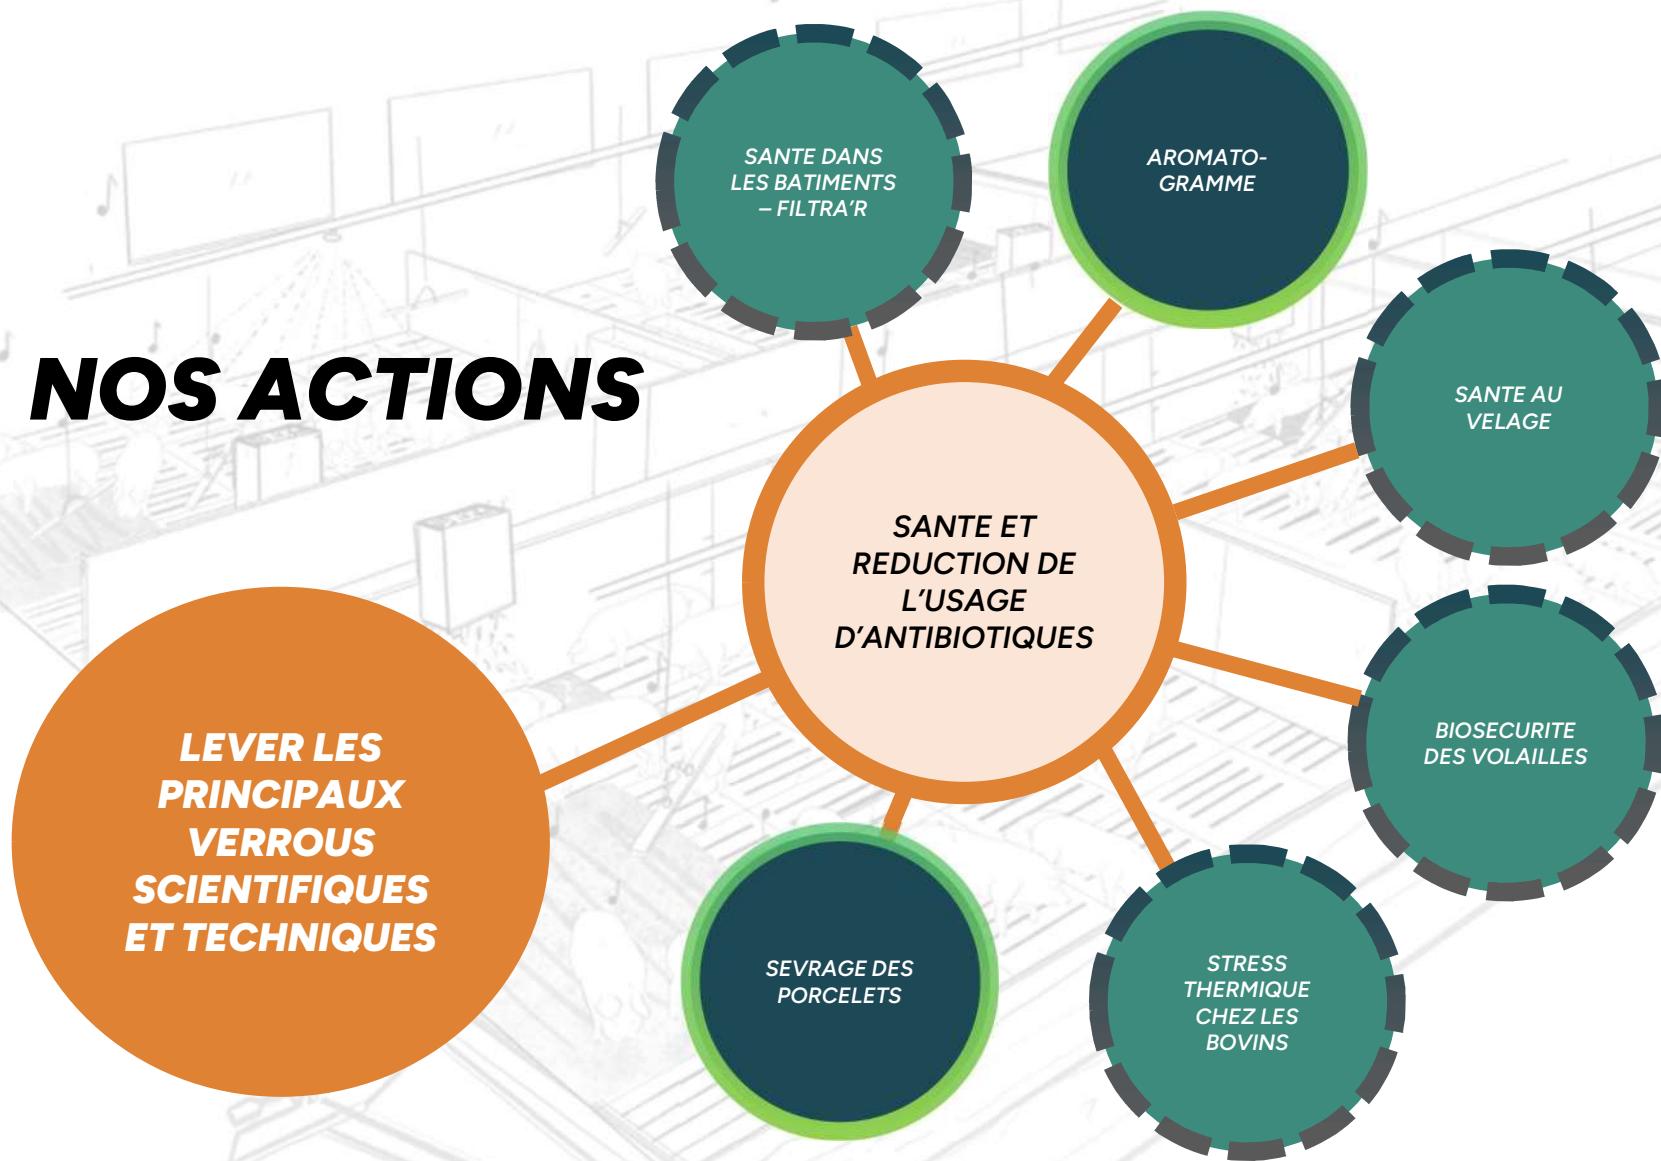 NOS ACTIONS
LEVER LES
PRINCIPAUX
VERROUS
SCIENTIFIQUES
ET TECHNIQUES
SANTE ET
REDUCTION DE
L’USAGE
D’ANTIBIOTIQUES
SANTE DANS
LES BATIMENTS
– FILTRA’R
AROMATO-
GRAMME
SANTE AU
VELAGE
BIOSECURITE
DES VOLAILLES
STRESS
THERMIQUE
CHEZ LES
BOVINS
SEVRAGE DES
PORCELETS